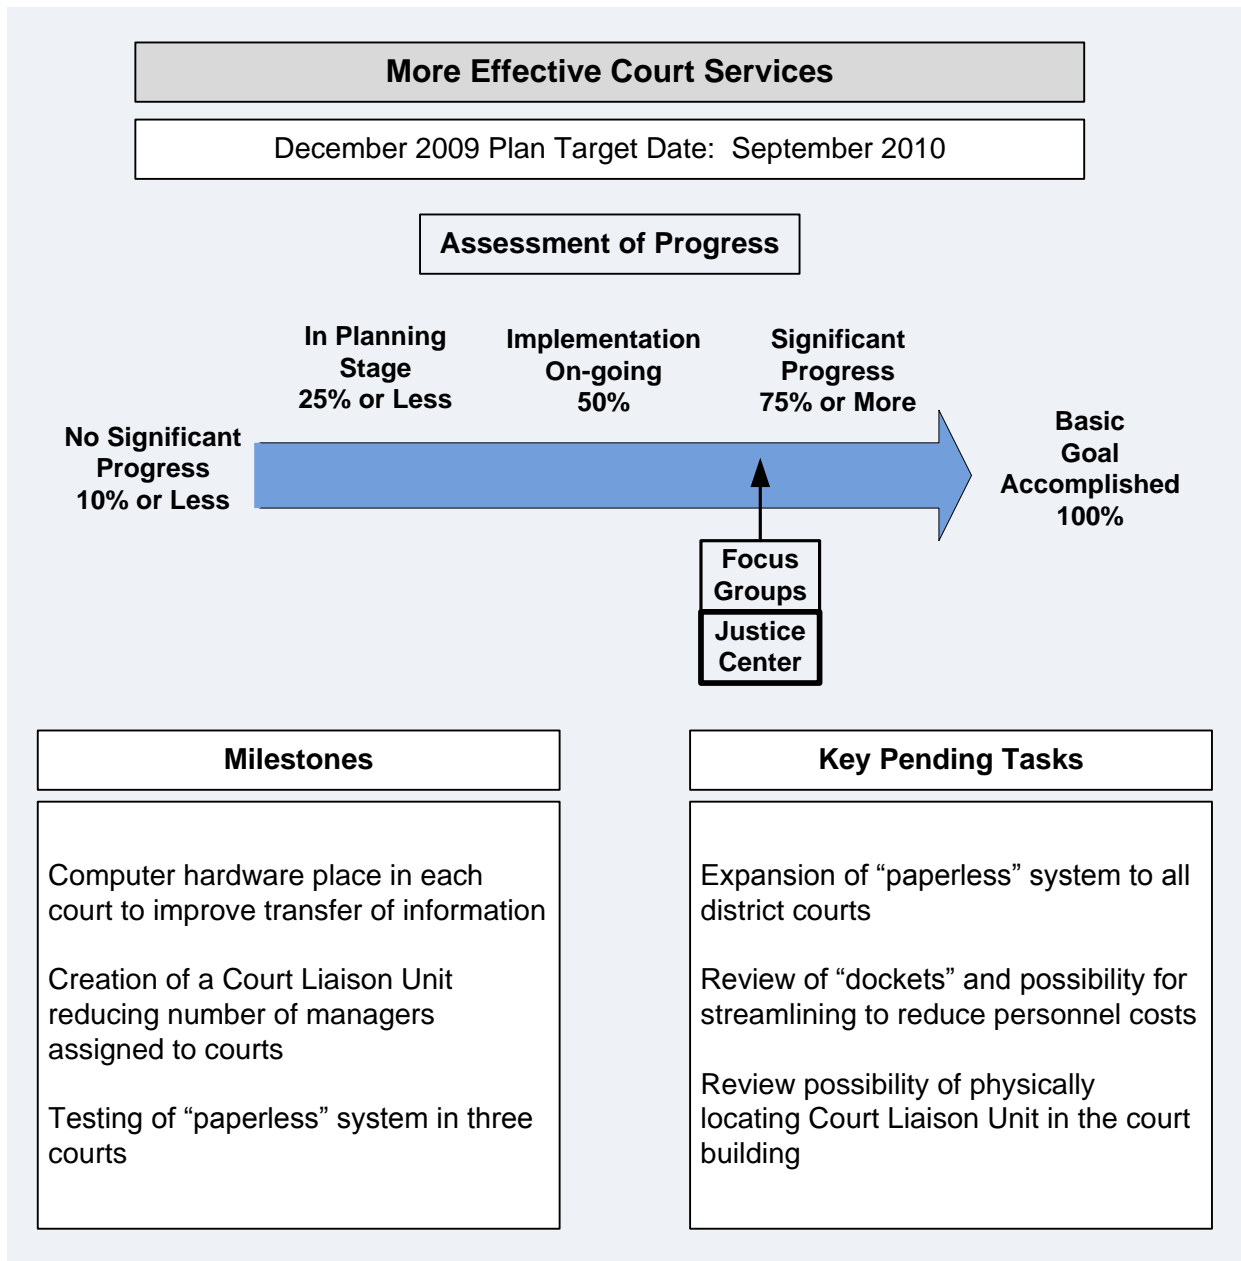 More Effective Court Services
December 2009 Plan Target Date:  September 2010
Assessment of Progress
In Planning
Stage
25% or Less
Implementation
On-going
50%
Significant
Progress
75% or More
No Significant
Progress
10% or Less
Basic
Goal
Accomplished
100%
Focus
Groups
Justice
Center
Milestones
Computer hardware place in each
court to improve transfer of information
Creation of a Court Liaison Unit
reducing number of managers
assigned to courts
Testing of “paperless” system in three
courts
Key Pending Tasks
Expansion of “paperless” system to all
district courts
Review of “dockets” and possibility for
streamlining to reduce personnel costs
Review possibility of physically
locating Court Liaison Unit in the court
building